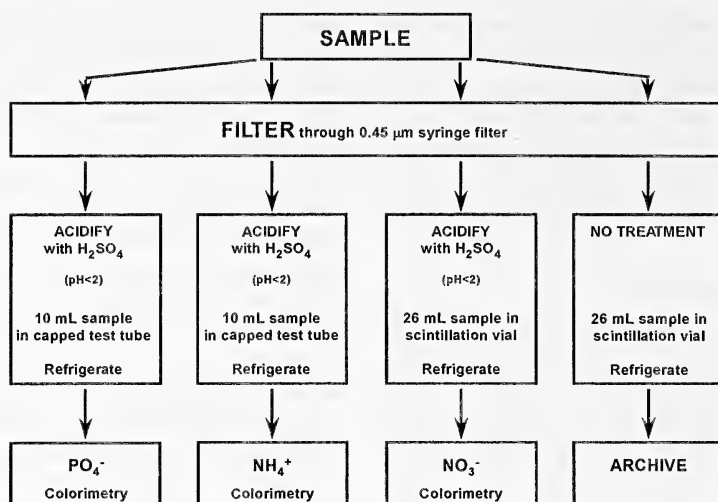 SAMPLE
FILTER through 0.45 μm syringe filter
ACIDIFY
with H₂SO₄
(pH<2)
10 mL sample
in capped test tube
Refrigerate
ACIDIFY
with H₂SO₄
(pH<2)
10 mL sample
in capped test tube
Refrigerate
ACIDIFY
with H₂SO₄
(pH<2)
26 mL sample in
scintillation vial
Refrigerate
NO TREATMENT
26 mL sample in
scintillation vial
Refrigerate
PO₄⁻
Colorimetry
NH₄⁺
Colorimetry
NO₃⁻
Colorimetry
ARCHIVE